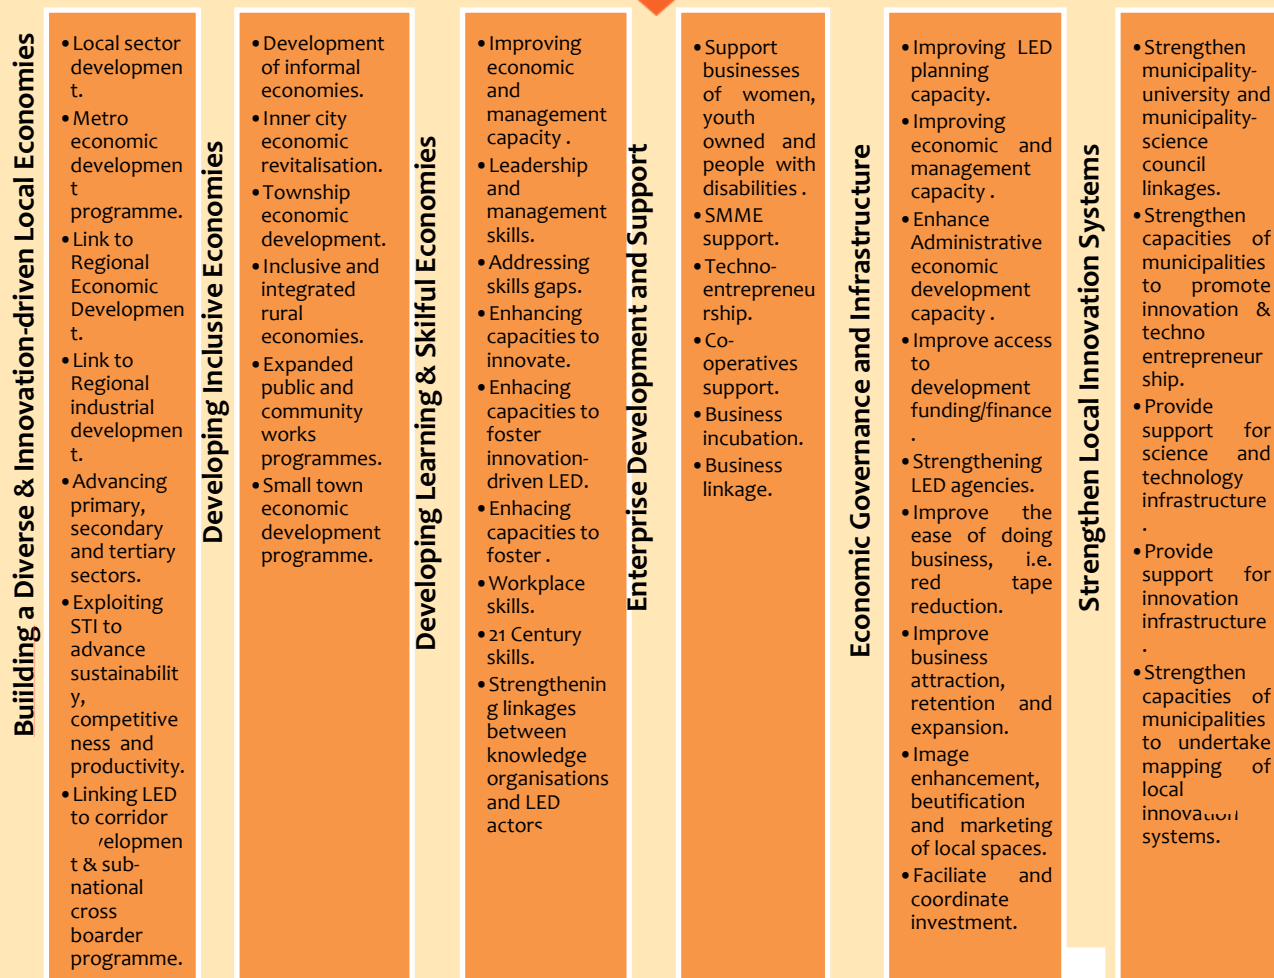 Buiilding a Diverse & Innovation-driven Local Economies
•Local sector
developmen
t.
•Metro
economic
developmen
t
programme.
•Link to
Regional
Economic
Developmen
t.
•Link to
Regional
industrial
developmen
t.
•Advancing
primary,
secondary
and tertiary
sectors.
•Exploiting
STI to
advance
sustainabilit
y,
competitive
ness and
productivity.
•Linking LED
to corridor
velopmen
t & sub-
national
cross
boarder
programme.
Developing Inclusive Economies
•Development
of informal
economies.
•Inner city
economic
revitalisation.
•Township
economic
development.
•Inclusive and
integrated
rural
economies.
•Expanded
public and
community
works
programmes.
•Small town
economic
development
programme.
Developing Learning & Skilful Economies
•Improving
economic
and
management
capacity .
•Leadership
and
management
skills.
•Addressing
skills gaps.
•Enhancing
capacities to
innovate.
•Enhacing
capacities to
foster
innovation-
driven LED.
•Enhacing
capacities to
foster .
•Workplace
skills.
•21 Century
skills.
•Strengthenin
g linkages
between
knowledge
organisations
and LED
actors
Enterprise Development and Support
•Support
businesses
of women,
youth
owned and
people with
disabilities .
•SMME
support.
•Techno-
entrepreneu
rship.
•Co-
operatives
support.
•Business
incubation.
•Business
linkage.
Economic Governance and Infrastructure
•Improving LED
planning
capacity.
•Improving
economic and
management
capacity .
•Enhance
Administrative
economic
development
capacity .
•Improve access
to
development
funding/finance
.
•Strengthening
LED agencies.
•Improve the
ease of doing
business, i.e.
red tape
reduction.
•Improve
business
attraction,
retention and
expansion.
•Image
enhancement,
beutification
and marketing
of local spaces.
•Faciliate and
coordinate
investment.
Strengthen Local Innovation Systems
•Strengthen
municipality-
university and
municipality-
science
council
linkages.
•Strengthen
capacities of
municipalities
to promote
innovation &
techno
entrepreneur
ship.
•Provide
support for
science and
technology
infrastructure
.
•Provide
support for
innovation
infrastructure
.
•Strengthen
capacities of
municipalities
to undertake
mapping of
local
innovation
systems.